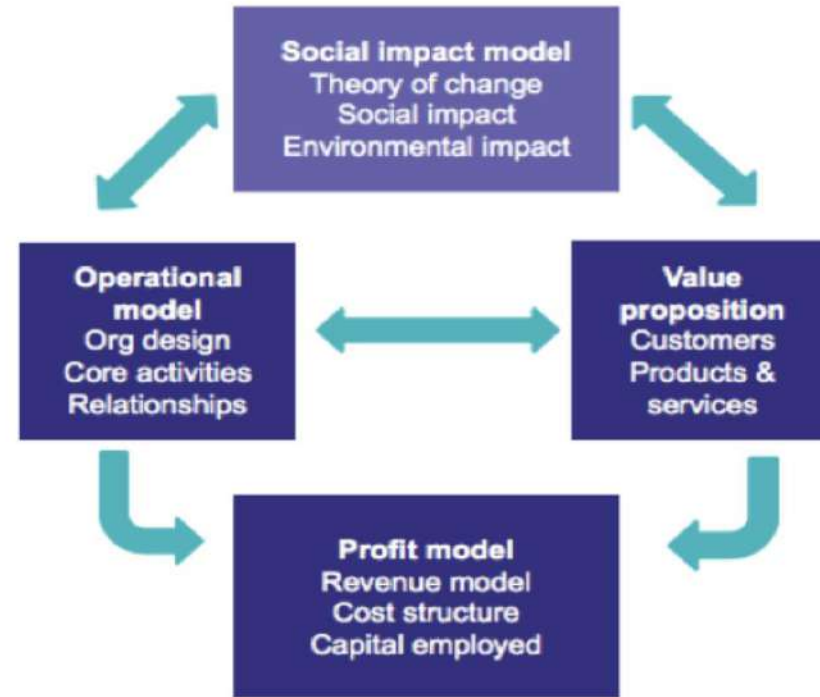 Social impact model
Theory of change
Social impact
Environmental impact
Operational
model
Org design
Core activities
Relationships
Value
proposition
Customers
Products &
services
Profit model
Revenue model
Cost structure
Capital employed